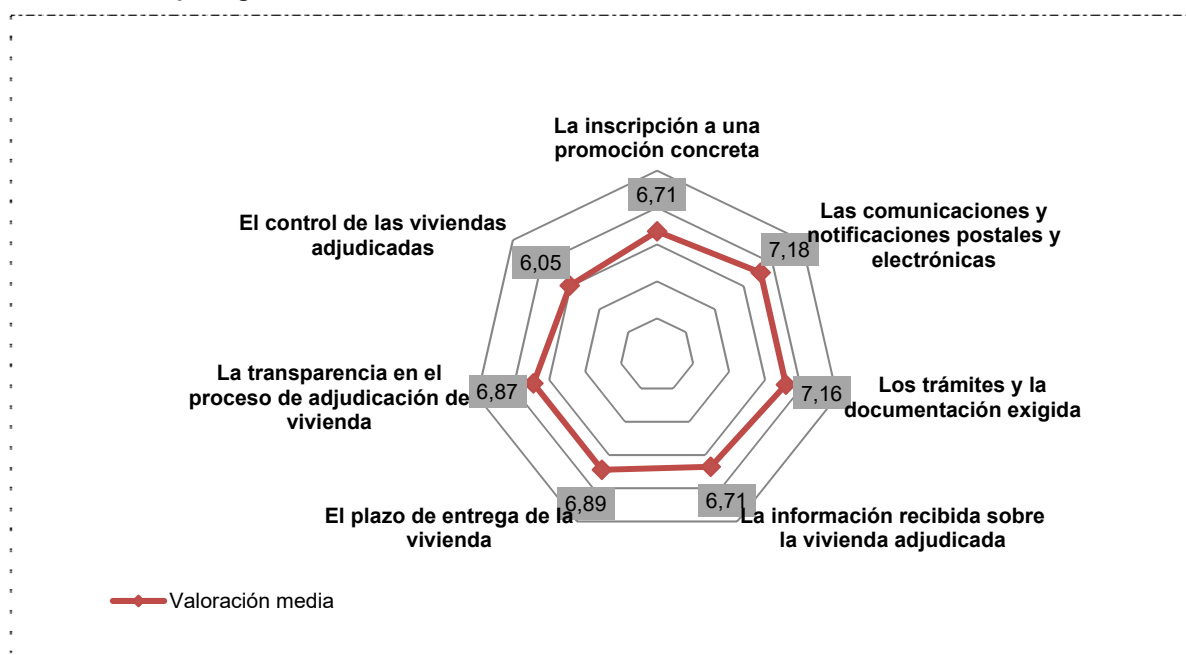 La inscripción a una
promoción concreta
6,71
Las comunicaciones y
notificaciones postales y
electrónicas
7,18
Los trámites y la
documentación exigida
7,16
La información recibida sobre
la vivienda adjudicada
6,71
El plazo de entrega de la
vivienda
6,89
La transparencia en el
proceso de adjudicación de
vivienda
6,87
El control de las viviendas
adjudicadas
6,05
Valoración media